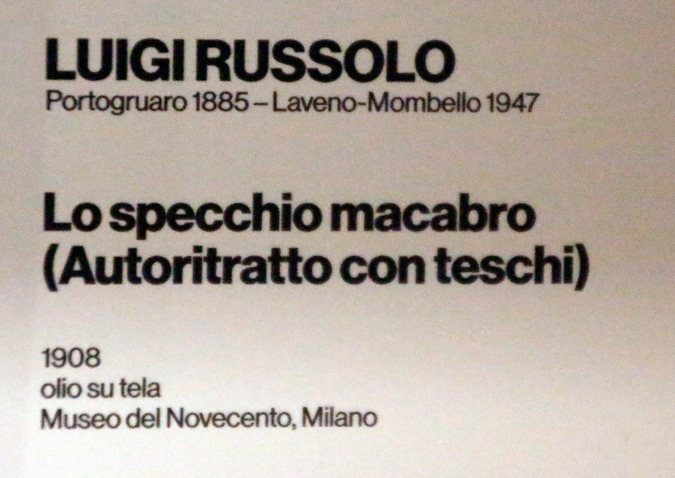 LUIGI RUSSOLO
Portogruaro 1885 – Laveno-Mombello 1947
Lo specchio macabro
(Autoritratto con teschi)
1908
olio su tela
Museo del Novecento, Milano